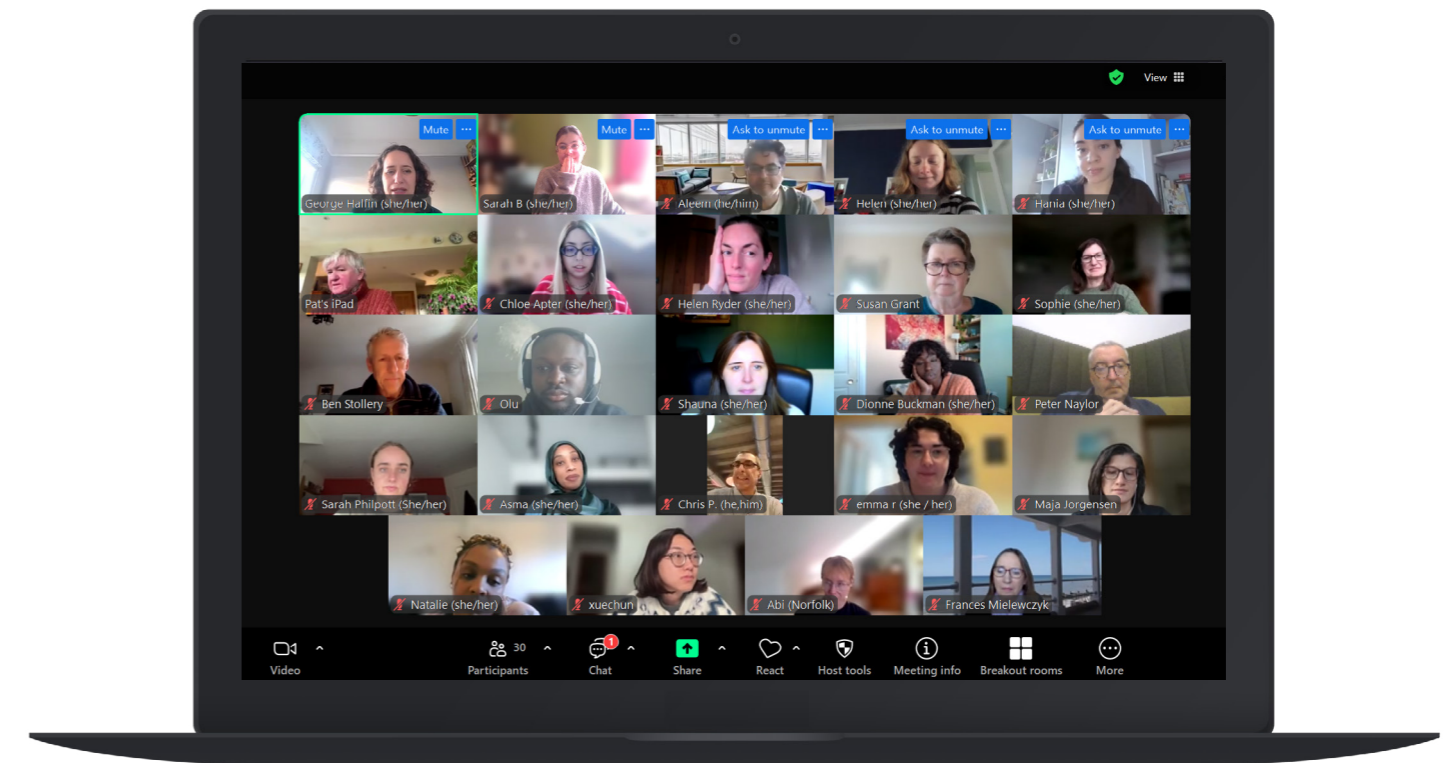 View
Mute ...
Mute ...
Ask to unmute ...
Ask to unmute ...
Ask to unmute ...
George Halfin (she/her)
Sarah B (she/her)
Aleem (he/him)
Helen (she/her)
Hania (she/her)
Pat's iPad
Chloe Apter (she/her)
Helen Ryder (she/her)
Susan Grant
Sophie (she/her)
Ben Stollery
Olu
Shauna (she/her)
Dionne Buckman (she/her)
Peter Naylor
Sarah Philpott (She/her)
Asma (she/her)
Chris P. (he,him)
emma r (she / her)
Maja Jorgensen
Natalie (she/her)
xuechun
Abi (Norfolk)
Frances Mielewczyk
30
1
Video
Participants
Chat
Share
React
Host tools
Meeting info
Breakout rooms
More